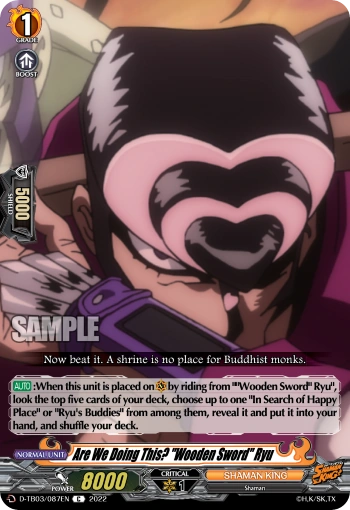 1
GRADE
BOOST
5000
SHIELD
SAMPLE
Now beat it. A shrine is no place for Buddhist monks.
AUTO :When this unit is placed on by riding from ""Wooden Sword" Ryu",
look the top five cards of your deck, choose up to one "In Search of Happy
Place" or "Ryu's Buddies" from among them, reveal it and put it into your
hand, and shuffle your deck.
NORMAL UNIT
Are We Doing This? "Wooden Sword" Ryu
POWER 8000
CRITICAL
1
SHAMAN KING
Shaman
SHAMAN KING
D-TB03/087EN C 2022
©H.K/SK,TX